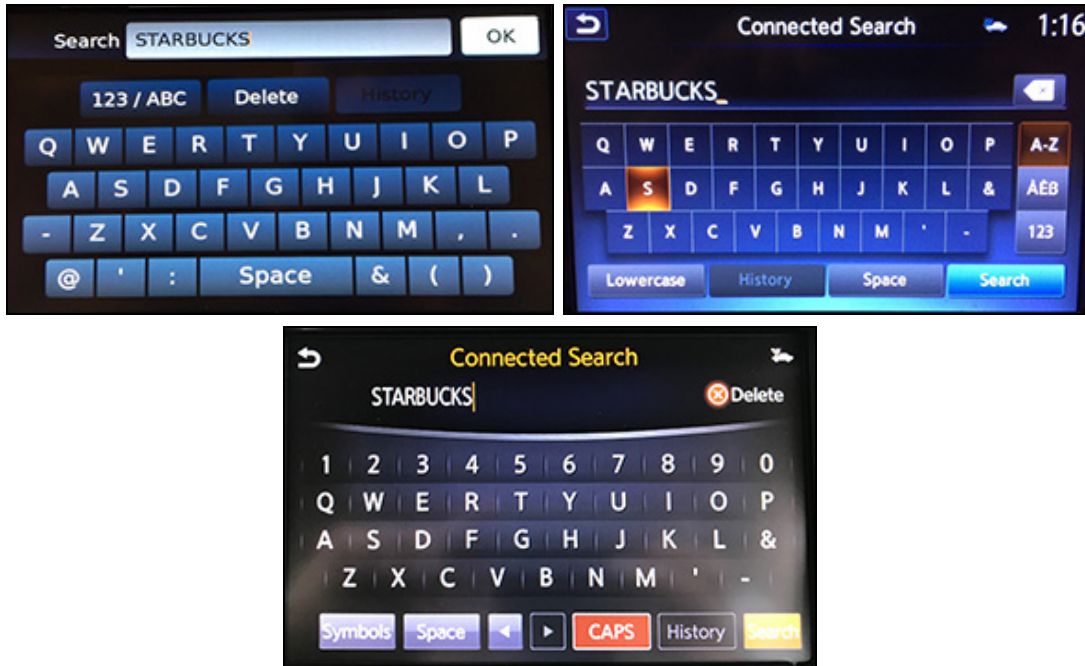 Search STARBUCKS OK
123 / ABC Delete History
Q W E R T Y U I O P
A S D F G H J K L
- Z X C V B N M , .
@ ' : Space & ( )
Connected Search 1:16
STARBUCKS_
Q W E R T Y U I O P A-Z
A S D F G H J K L & ÀÈB
Z X C V B N M ' - 123
Lowercase History Space Search
Connected Search
STARBUCKS Delete
1 2 3 4 5 6 7 8 9 0
Q W E R T Y U I O P
A S D F G H J K L &
Z X C V B N M ' -
Symbols Space ◄ ► CAPS History Search